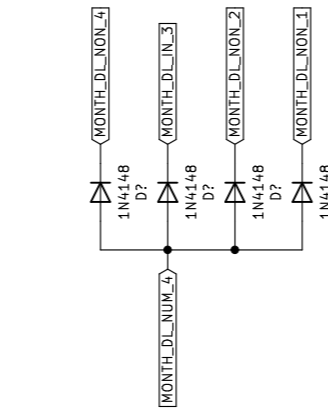 MONTH_DL_NON_4
MONTH_DL_IN_3
MONTH_DL_NON_2
MONTH_DL_NON_1
1N4148
D?
1N4148
D?
1N4148
D?
1N4148
MONTH_DL_NUM_4